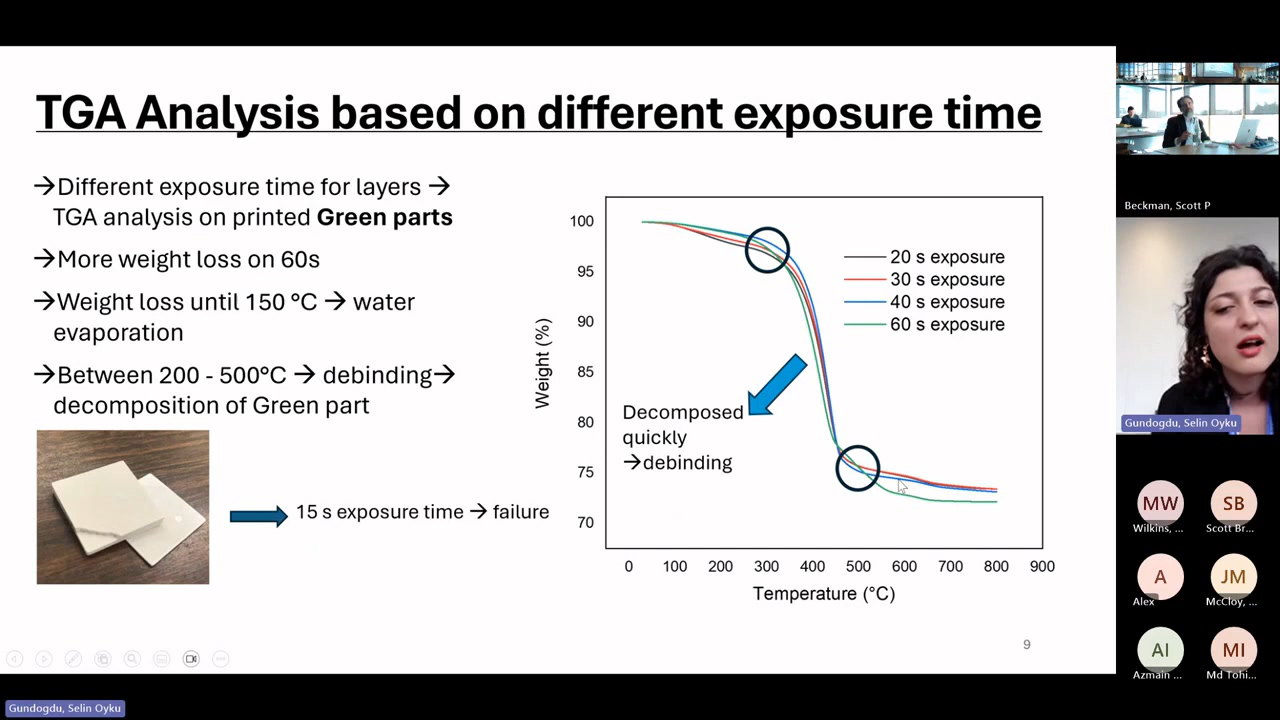 TGA Analysis based on different exposure time
→Different exposure time for layers →
TGA analysis on printed Green parts
→More weight loss on 60s
→Weight loss until 150 °C → water
evaporation
→Between 200 - 500°C → debinding→
decomposition of Green part
15 s exposure time → failure
100
95
90
85
80
75
70
Weight (%)
20 s exposure
30 s exposure
40 s exposure
60 s exposure
Decomposed
quickly
→debinding
0 100 200 300 400 500 600 700 800 900
Temperature (°C)
9
Beckman, Scott P
Gundogdu, Selin Oyku
MW SB
Wilkins, ... Scott Br...
A JM
Alex McCloy, ...
AI MI
Azmain ... Md Tohi...
Gundogdu, Selin Oyku